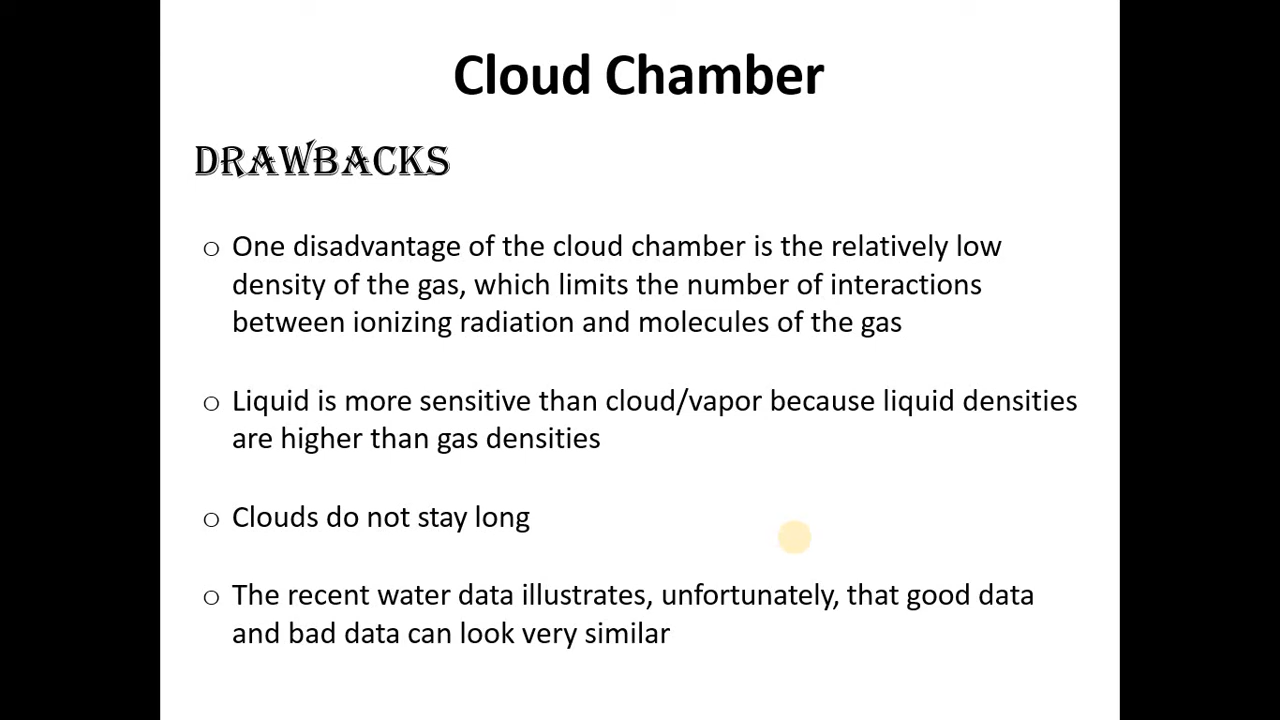 Cloud Chamber
DRAWBACKS
○ One disadvantage of the cloud chamber is the relatively low
density of the gas, which limits the number of interactions
between ionizing radiation and molecules of the gas
○ Liquid is more sensitive than cloud/vapor because liquid densities
are higher than gas densities
○ Clouds do not stay long
○ The recent water data illustrates, unfortunately, that good data
and bad data can look very similar